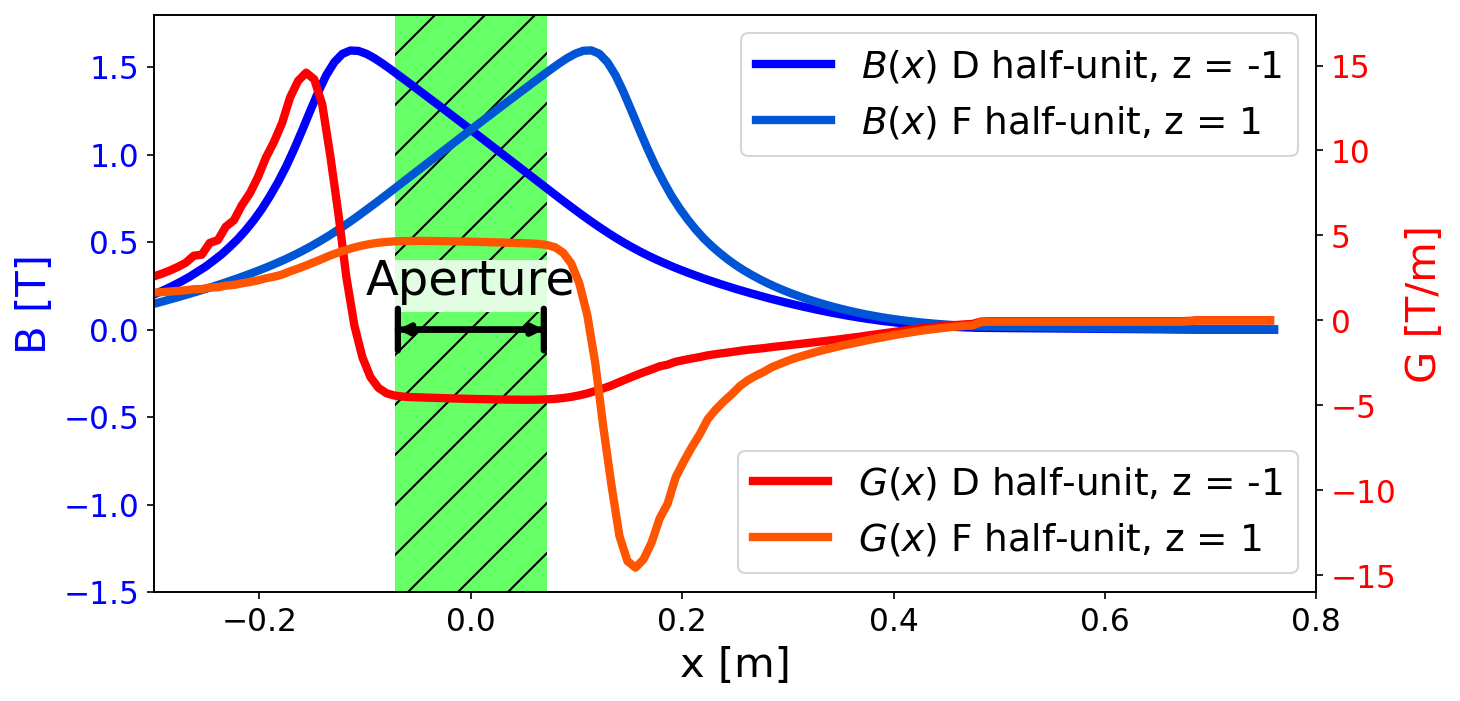 B(x) D half-unit, z = -1
B(x) F half-unit, z = 1
G(x) D half-unit, z = -1
G(x) F half-unit, z = 1
Aperture
B [T]
1.5
1.0
0.5
0.0
−0.5
−1.0
−1.5
G [T/m]
15
10
5
0
−5
−10
−15
−0.2 0.0 0.2 0.4 0.6 0.8
x [m]